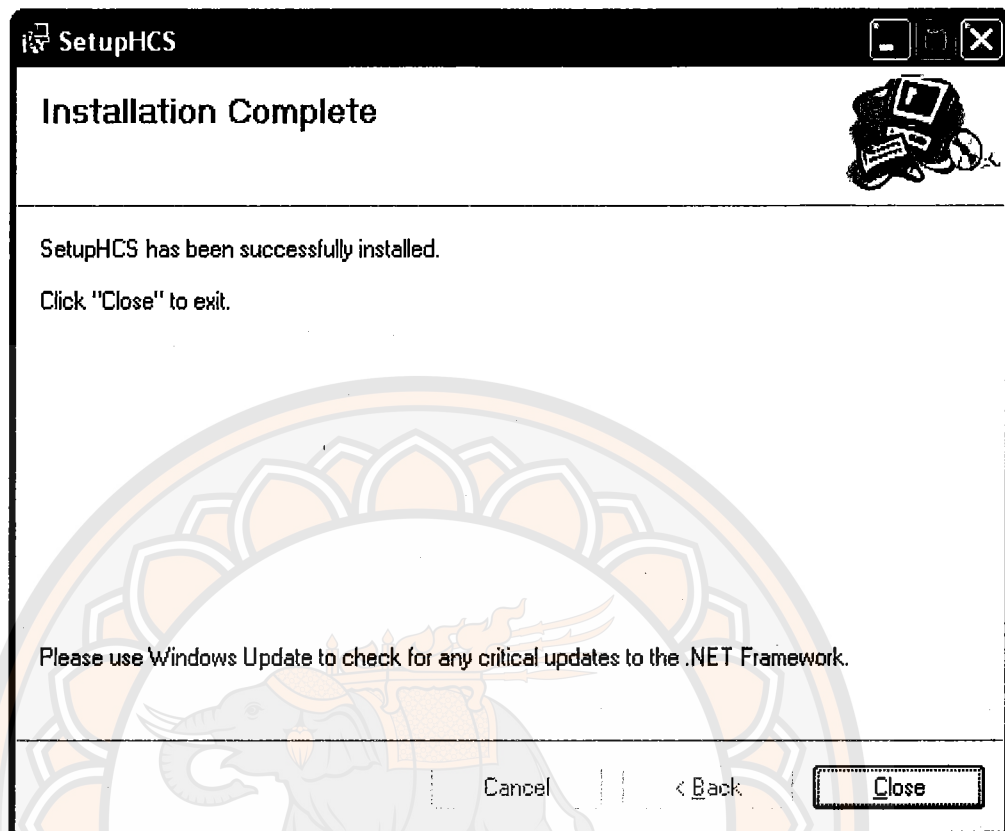 SetupHCS
Installation Complete
SetupHCS has been successfully installed.
Click "Close" to exit.
Please use Windows Update to check for any critical updates to the .NET Framework.
Cancel < Back Close